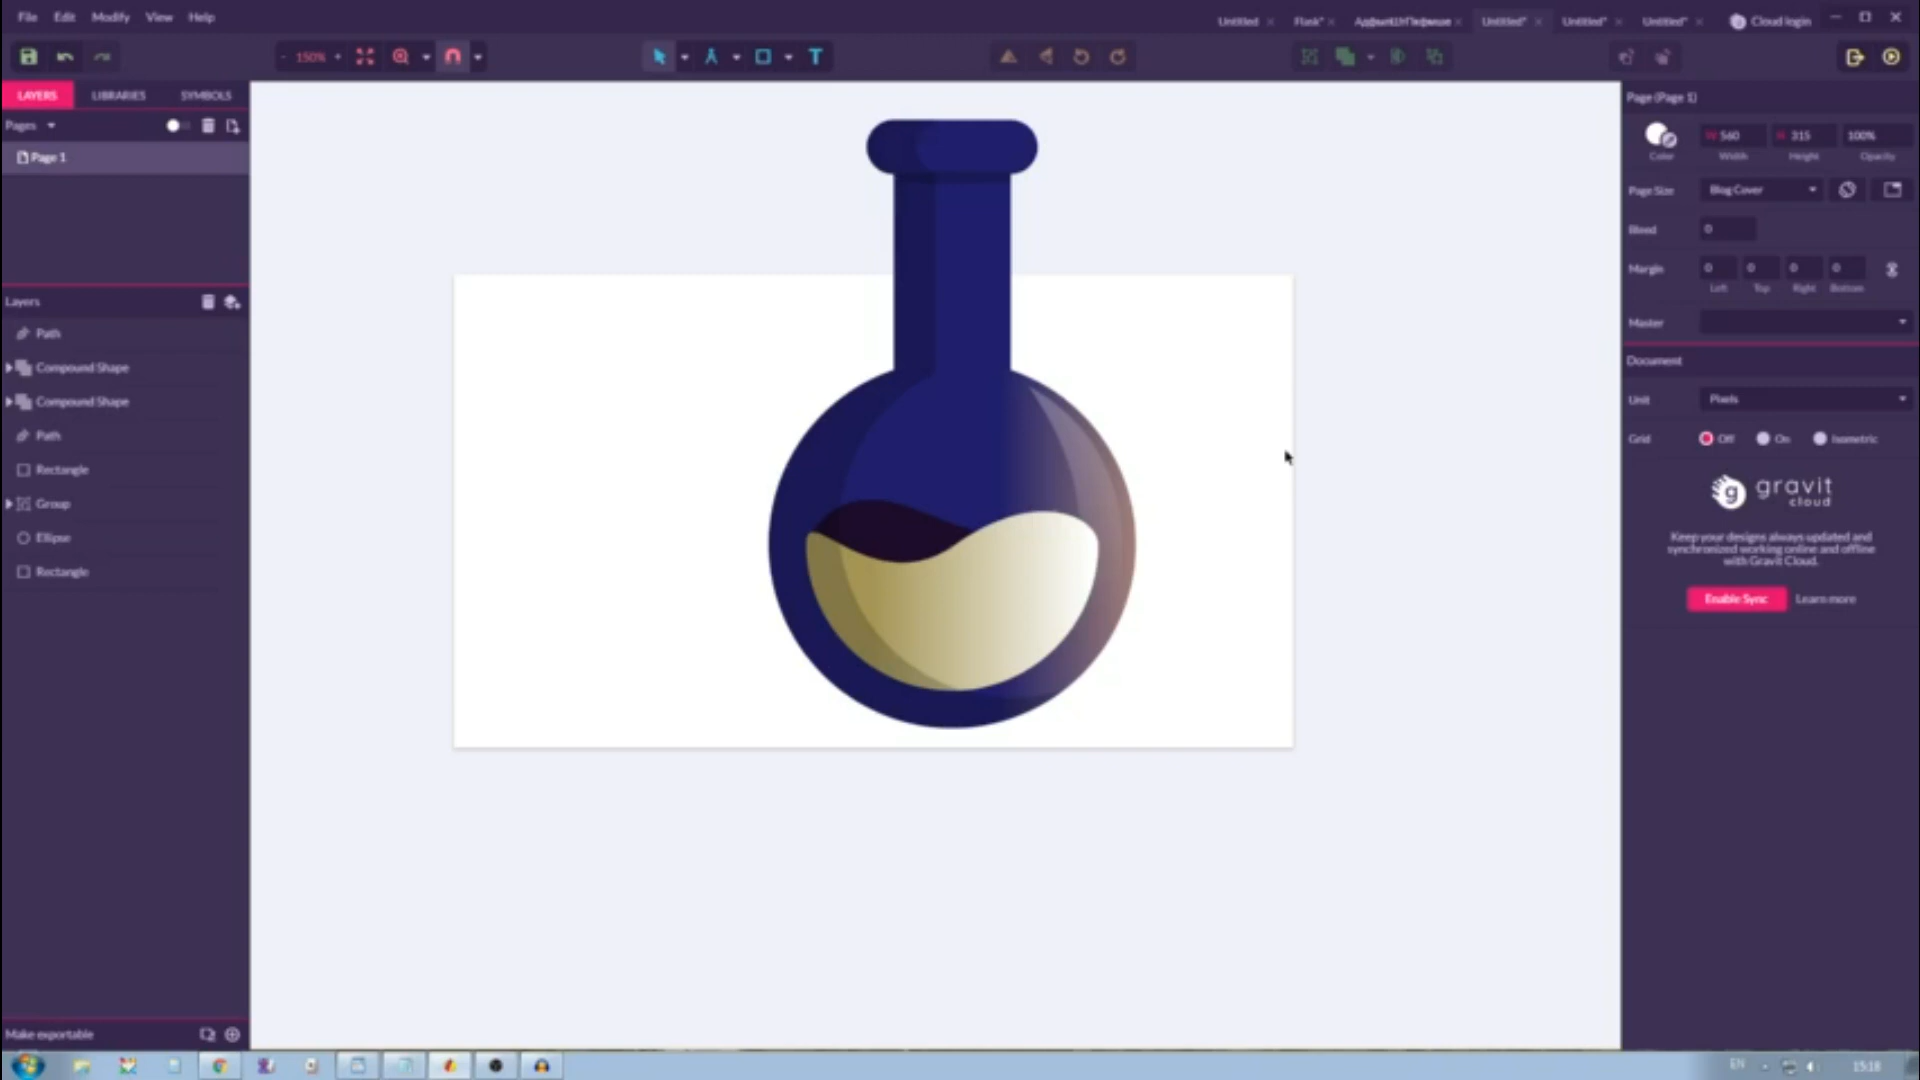 File Edit Modify View Help
Untitled Flask* Untitled* Untitled* Untitled* Cloud login
- 150% + T
LAYERS LIBRARIES SYMBOLS
Pages
Page 1
Layers
Path
Compound Shape
Compound Shape
Path
Rectangle
Group
Ellipse
Rectangle
Make exportable
Page (Page 1)
W 560 H 315 100%
Color Width Height Opacity
Page Size Blog Cover
Bleed 0
Margin 0 0 0 0
Left Top Right Bottom
Master
Document
Unit Pixels
Grid Off On Isometric
g gravit
cloud
Keep your designs always updated and
synchronized working online and offline
with Gravit Cloud.
Enable Sync Learn more
EN 15:18